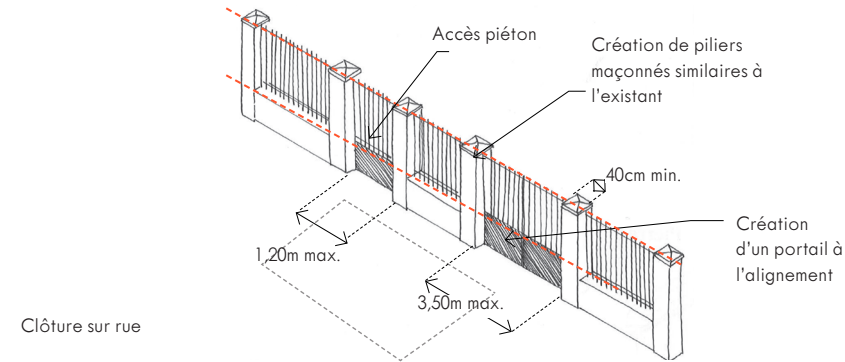 Accès piéton
Création de piliers
maçonnés similaires à
l'existant
40cm min.
Création
d'un portail à
l'alignement
1,20m max.
3,50m max.
Clôture sur rue